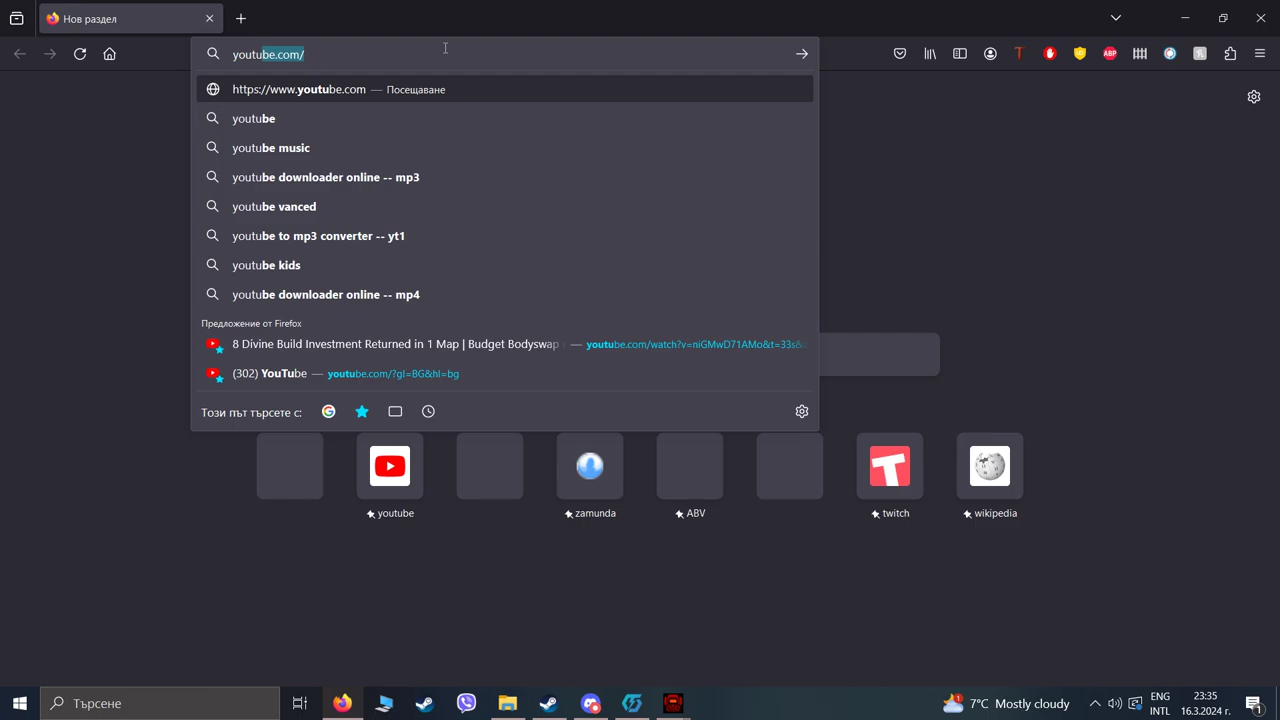 Нов раздел
youtube.com/
https://www.youtube.com — Посещаване
youtube
youtube music
youtube downloader online -- mp3
youtube vanced
youtube to mp3 converter -- yt1
youtube kids
youtube downloader online -- mp4
Предложение от Firefox
8 Divine Build Investment Returned in 1 Map | Budget Bodyswap — youtube.com/watch?v=niGMwD71AMo&t=33s&
(302) YouTube — youtube.com/?gl=BG&hl=bg
Този път търсете с:
youtube
zamunda
ABV
twitch
wikipedia
Търсене
7°C Mostly cloudy
ENG
INTL
23:35
16.3.2024 г.